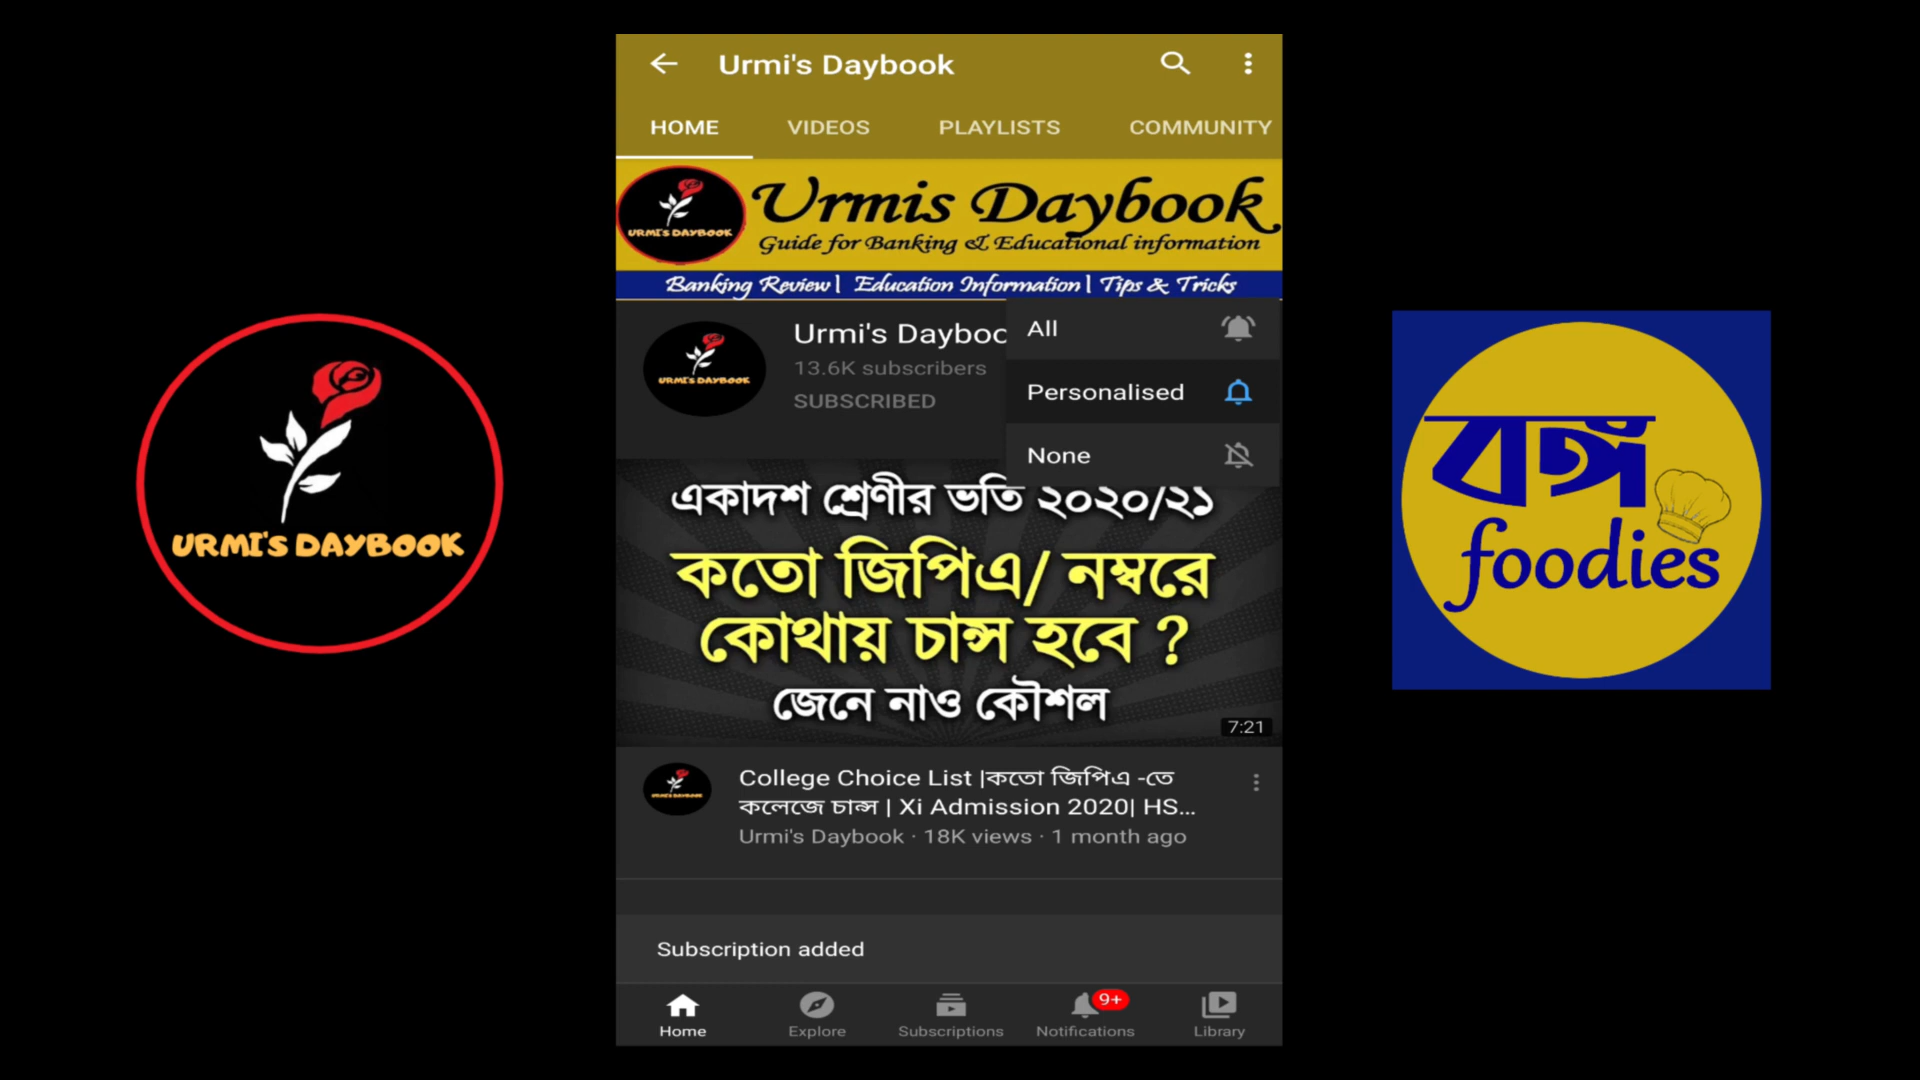 Urmi's Daybook
HOME VIDEOS PLAYLISTS COMMUNITY
URMI'S DAYBOOK
Urmis Daybook
Guide for Banking & Educational information
Banking Review | Education Information | Tips & Tricks
URMI'S DAYBOOK
Urmi's Dayboo
13.6K subscribers
SUBSCRIBED
All
Personalised
None
একাদশ শ্রেণীর ভর্তি ২০২০/২১
কতো জিপিএ/ নম্বরে
কোথায় চান্স হবে ?
জেনে নাও কৌশল
7:21
College Choice List |কতো জিপিএ -তে
কলেজে চান্স | Xi Admission 2020| HS...
Urmi's Daybook · 18K views · 1 month ago
Subscription added
9+
Home Explore Subscriptions Notifications Library
URMI'S DAYBOOK
বঙ্গ
foodies